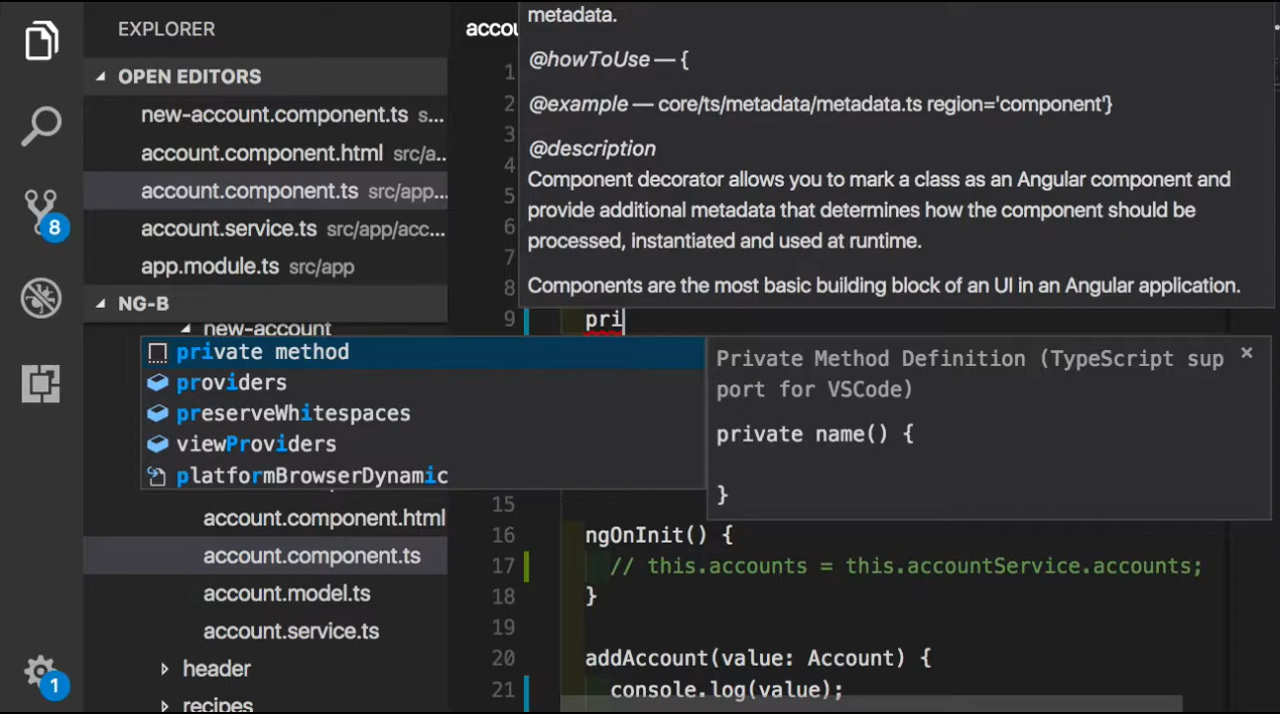 EXPLORER
OPEN EDITORS
new-account.component.ts s...
account.component.html src/a...
account.component.ts src/app...
account.service.ts src/app/acc...
app.module.ts src/app
NG-B
new-account
account.component.html
account.component.ts
account.model.ts
account.service.ts
header
recipes
8
1
accou
metadata.
@howToUse — {
@example — core/ts/metadata/metadata.ts region='component'}
@description
Component decorator allows you to mark a class as an Angular component and
provide additional metadata that determines how the component should be
processed, instantiated and used at runtime.
Components are the most basic building block of an UI in an Angular application.
1
2
3
4
5
6
7
8
9 pri
private method
providers
preserveWhitespaces
viewProviders
platformBrowserDynamic
Private Method Definition (TypeScript sup
port for VSCode)
×
private name() {
}
15
16 ngOnInit() {
17 // this.accounts = this.accountService.accounts;
18 }
19
20 addAccount(value: Account) {
21 console.log(value);